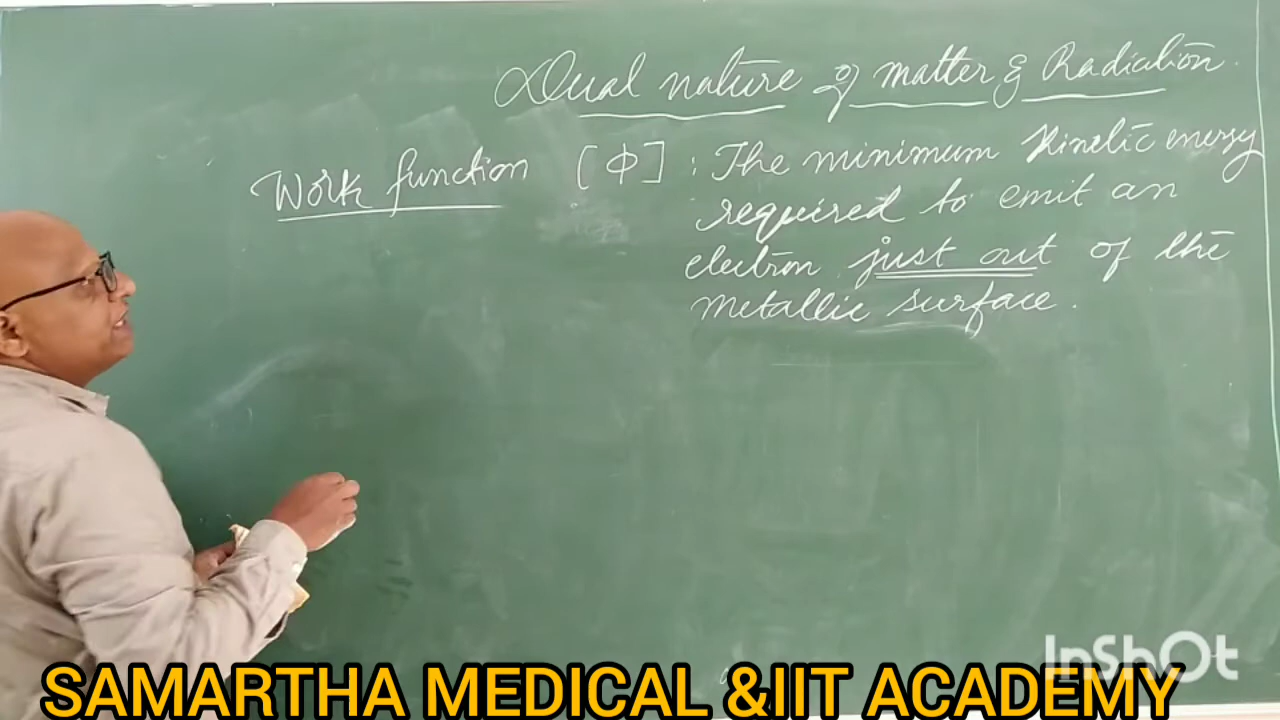 Dual nature of matter & Radiation.
Work function [Φ] : The minimum Kinetic energy
required to emit an
electron just out of the
metallic surface.
InShOt
SAMARTHA MEDICAL &IIT ACADEMY